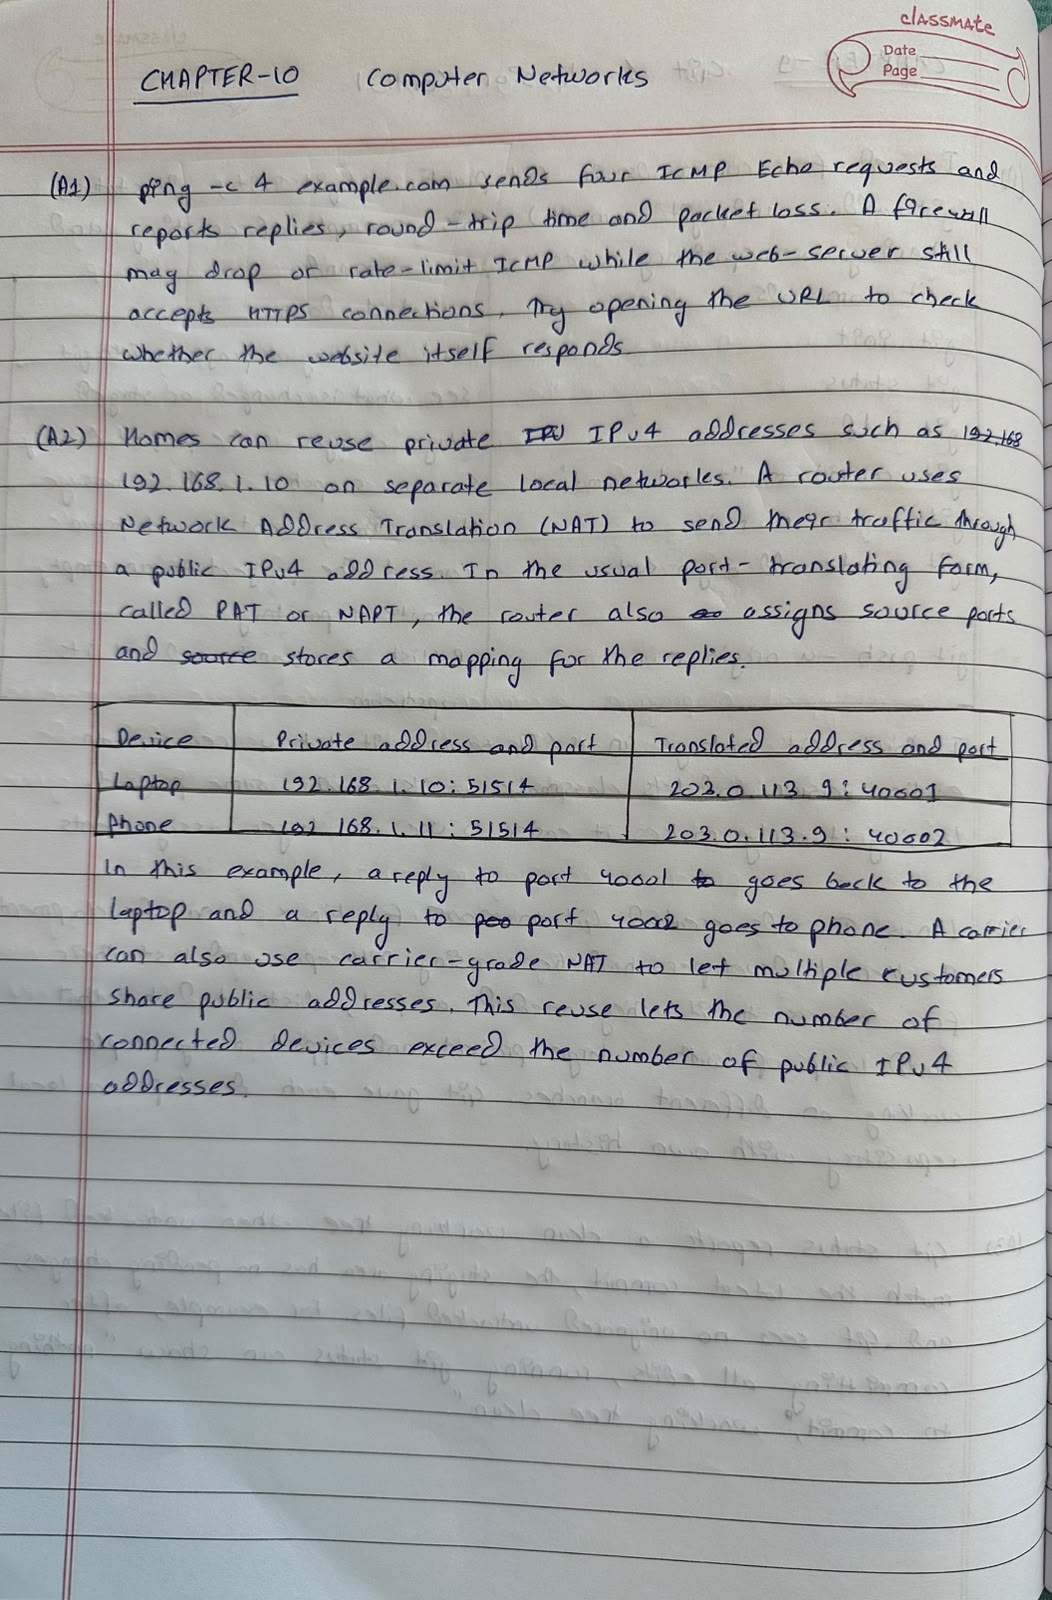 classmate
Date
Page
CHAPTER-10 Computer Networks
(A1) ping -c 4 example.com sends four ICMP Echo requests and
reports replies, round-trip time and packet loss. A firewall
may drop or rate-limit ICMP while the web-server still
accepts HTTPS connections. Try opening the URL to check
whether the website itself responds.
(A2) Homes can reuse private IPv IPv4 addresses such as 192.168
192.168.1.10 on separate local networks. A router uses
Network Address Translation (NAT) to send their traffic through
a public IPv4 address. In the usual port-translating form,
called PAT or NAPT, the router also assigns source ports
and source stores a mapping for the replies.
Device Private address and port Translated address and port
Laptop 192.168.1.10:51514 203.0.113.9:40001
Phone 192.168.1.11:51514 203.0.113.9:40002
In this example, a reply to port 40001 to goes back to the
laptop and a reply to poo port 40002 goes to phone. A carrier
can also use carrier-grade NAT to let multiple customers
share public addresses. This reuse lets the number of
connected devices exceed the number of public IPv4
addresses.